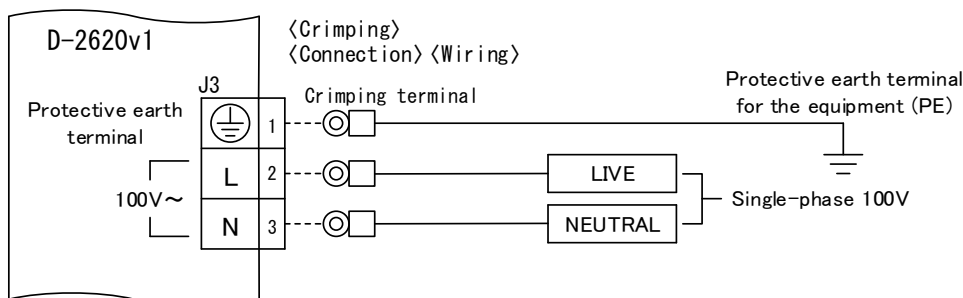 D-2620v1
〈Crimping〉
〈Connection〉〈Wiring〉
J3
Crimping terminal
Protective earth terminal
for the equipment (PE)
Protective earth
terminal
1
L
2
LIVE
100V～
Single-phase 100V
N
3
NEUTRAL